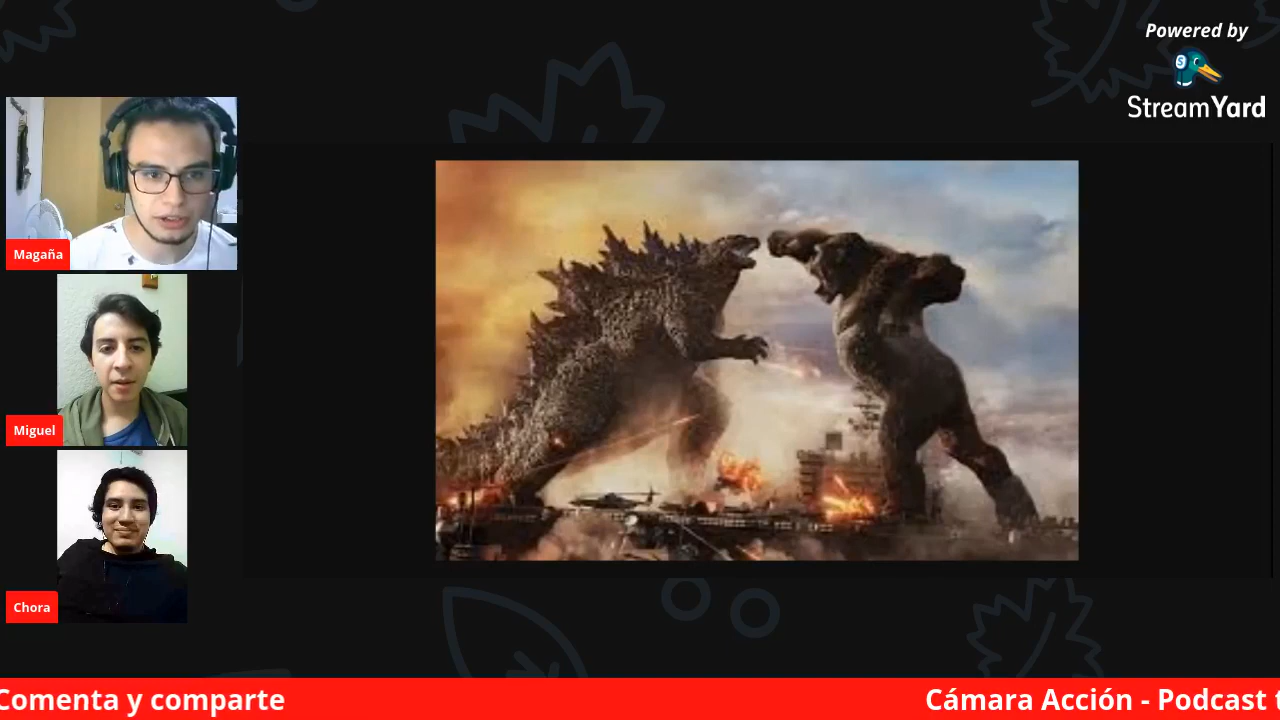 Powered by
StreamYard
Magaña
Miguel
Chora
Comenta y comparte
Cámara Acción - Podcast